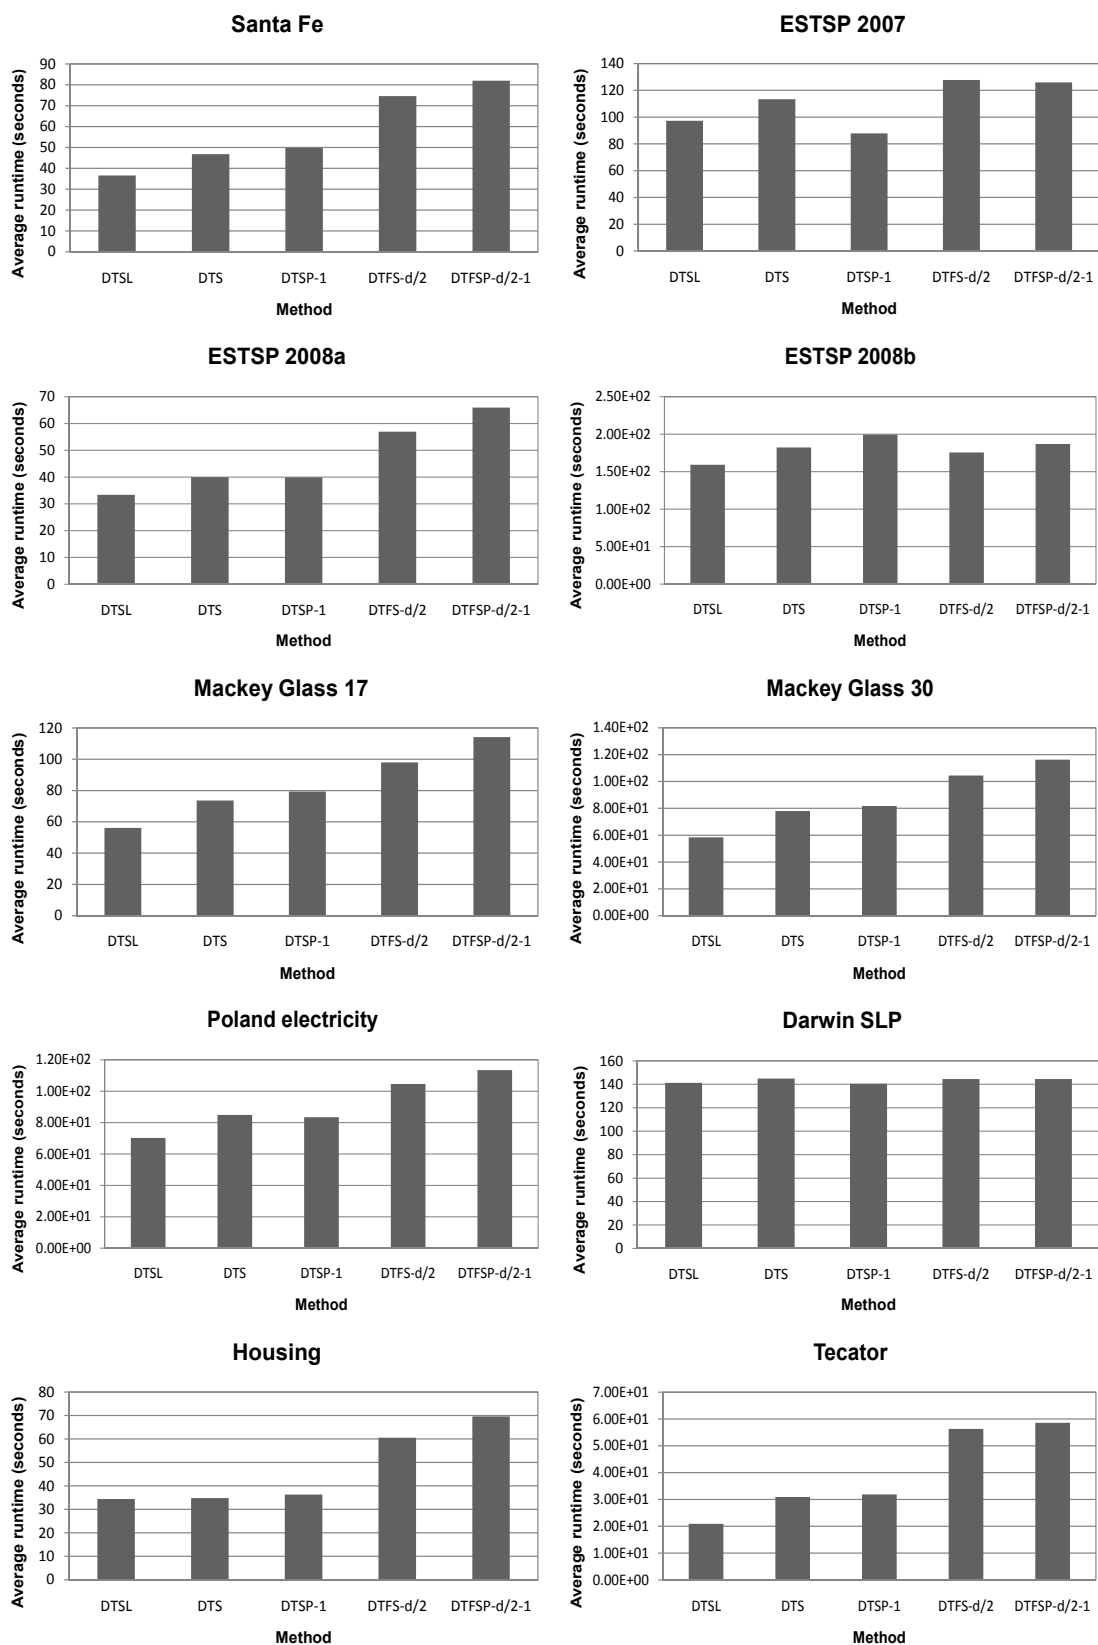 Santa Fe
Average runtime (seconds)
90
80
70
60
50
40
30
20
10
0
DTSL DTS DTSP-1 DTFS-d/2 DTFSP-d/2-1
Method
ESTSP 2007
Average runtime (seconds)
140
120
100
80
60
40
20
0
DTSL DTS DTSP-1 DTFS-d/2 DTFSP-d/2-1
Method
ESTSP 2008a
Average runtime (seconds)
70
60
50
40
30
20
10
0
DTSL DTS DTSP-1 DTFS-d/2 DTFSP-d/2-1
Method
ESTSP 2008b
Average runtime (seconds)
2.50E+02
2.00E+02
1.50E+02
1.00E+02
5.00E+01
0.00E+00
DTSL DTS DTSP-1 DTFS-d/2 DTFSP-d/2-1
Method
Mackey Glass 17
Average runtime (seconds)
120
100
80
60
40
20
0
DTSL DTS DTSP-1 DTFS-d/2 DTFSP-d/2-1
Method
Mackey Glass 30
Average runtime (seconds)
1.40E+02
1.20E+02
1.00E+02
8.00E+01
6.00E+01
4.00E+01
2.00E+01
0.00E+00
DTSL DTS DTSP-1 DTFS-d/2 DTFSP-d/2-1
Method
Poland electricity
Average runtime (seconds)
1.20E+02
1.00E+02
8.00E+01
6.00E+01
4.00E+01
2.00E+01
0.00E+00
DTSL DTS DTSP-1 DTFS-d/2 DTFSP-d/2-1
Method
Darwin SLP
Average runtime (seconds)
160
140
120
100
80
60
40
20
0
DTSL DTS DTSP-1 DTFS-d/2 DTFSP-d/2-1
Method
Housing
Average runtime (seconds)
80
70
60
50
40
30
20
10
0
DTSL DTS DTSP-1 DTFS-d/2 DTFSP-d/2-1
Method
Tecator
Average runtime (seconds)
7.00E+01
6.00E+01
5.00E+01
4.00E+01
3.00E+01
2.00E+01
1.00E+01
0.00E+00
DTSL DTS DTSP-1 DTFS-d/2 DTFSP-d/2-1
Method